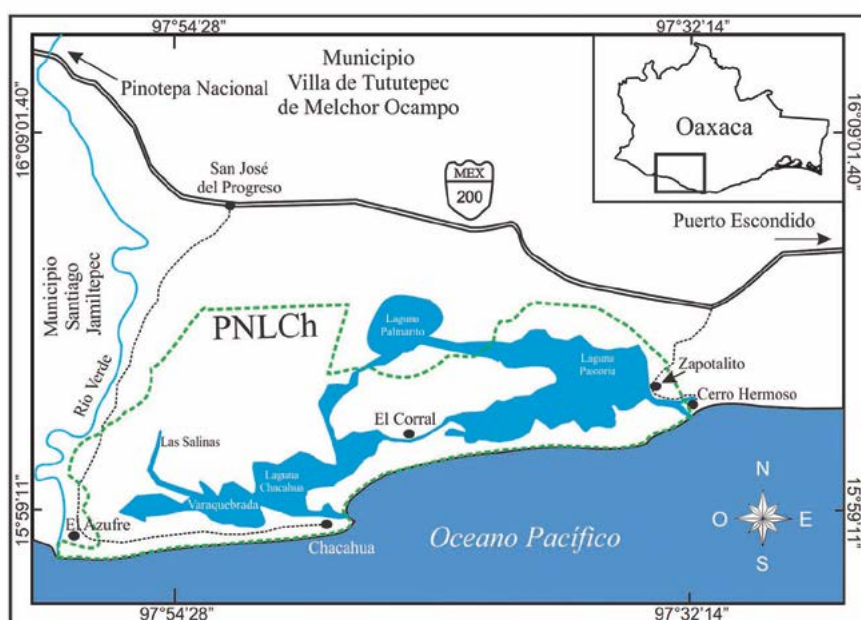 97°54'28"
97°32'14"
Municipio
Villa de Tututepec
de Melchor Ocampo
Pinotepa Nacional
16°09'01.40"
16°09'01.40"
Oaxaca
San José
del Progreso
MEX
200
Puerto Escondido
Municipio
Santiago
Jamiltepec
PNLCh
Laguna
Palmarito
Laguna
Pastoria
Zapotalito
Río Verde
Cerro Hermoso
El Corral
Las Salinas
Laguna
Chacahua
Varaquebrada
15°59'11"
15°59'11"
El Azufre
Chacahua
Oceano Pacífico
N
O
E
S
97°54'28"
97°32'14"